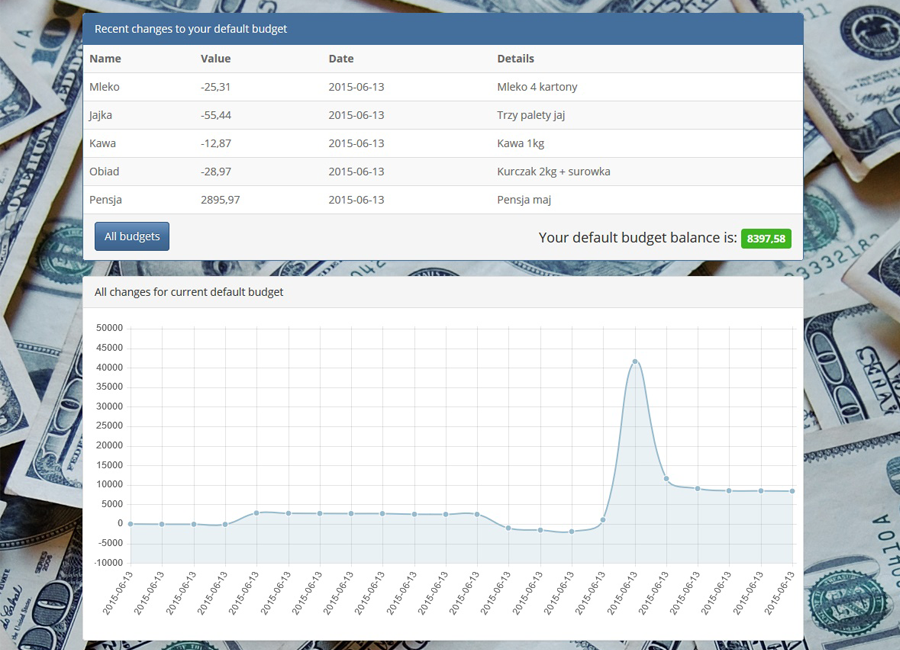 Recent changes to your default budget
Name Value Date Details
Mleko -25,31 2015-06-13 Mleko 4 kartony
Jajka -55,44 2015-06-13 Trzy palety jaj
Kawa -12,87 2015-06-13 Kawa 1kg
Obiad -28,97 2015-06-13 Kurczak 2kg + surowka
Pensja 2895,97 2015-06-13 Pensja maj
All budgets Your default budget balance is: 8397,58
All changes for current default budget
50000
45000
40000
35000
30000
25000
20000
15000
10000
5000
0
-5000
-10000
2015-06-13 2015-06-13 2015-06-13 2015-06-13 2015-06-13 2015-06-13 2015-06-13 2015-06-13 2015-06-13 2015-06-13 2015-06-13 2015-06-13 2015-06-13 2015-06-13 2015-06-13 2015-06-13 2015-06-13 2015-06-13 2015-06-13 2015-06-13 2015-06-13 2015-06-13